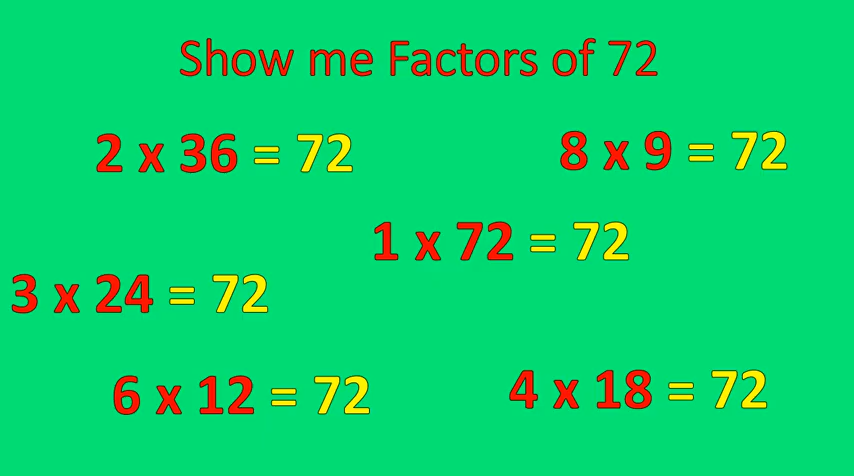 Show me Factors of 72
2 x 36 = 72
8 x 9 = 72
1 x 72 = 72
3 x 24 = 72
6 x 12 = 72
4 x 18 = 72